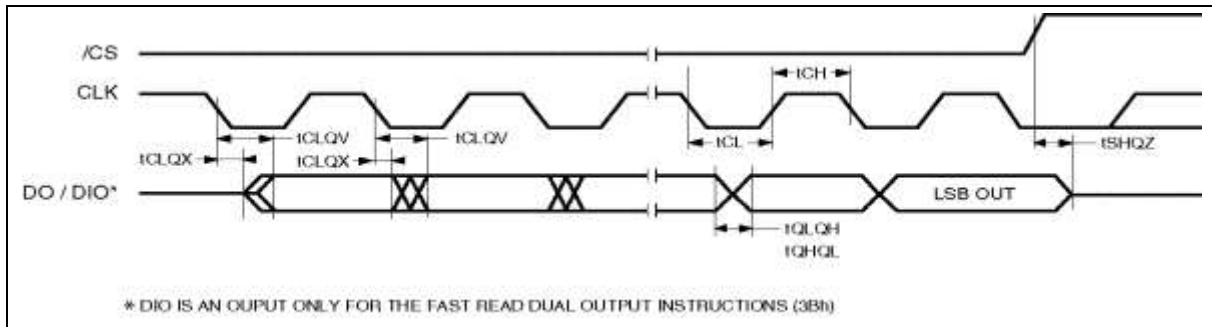 /CS
CLK
tCH
tCLQV
tCLQV
tCL
tSHQZ
tCLQX
tCLQX
DO / DIO*
LSB OUT
tQLQH
tQHQL
* DIO IS AN OUPUT ONLY FOR THE FAST READ DUAL OUTPUT INSTRUCTIONS (3Bh)